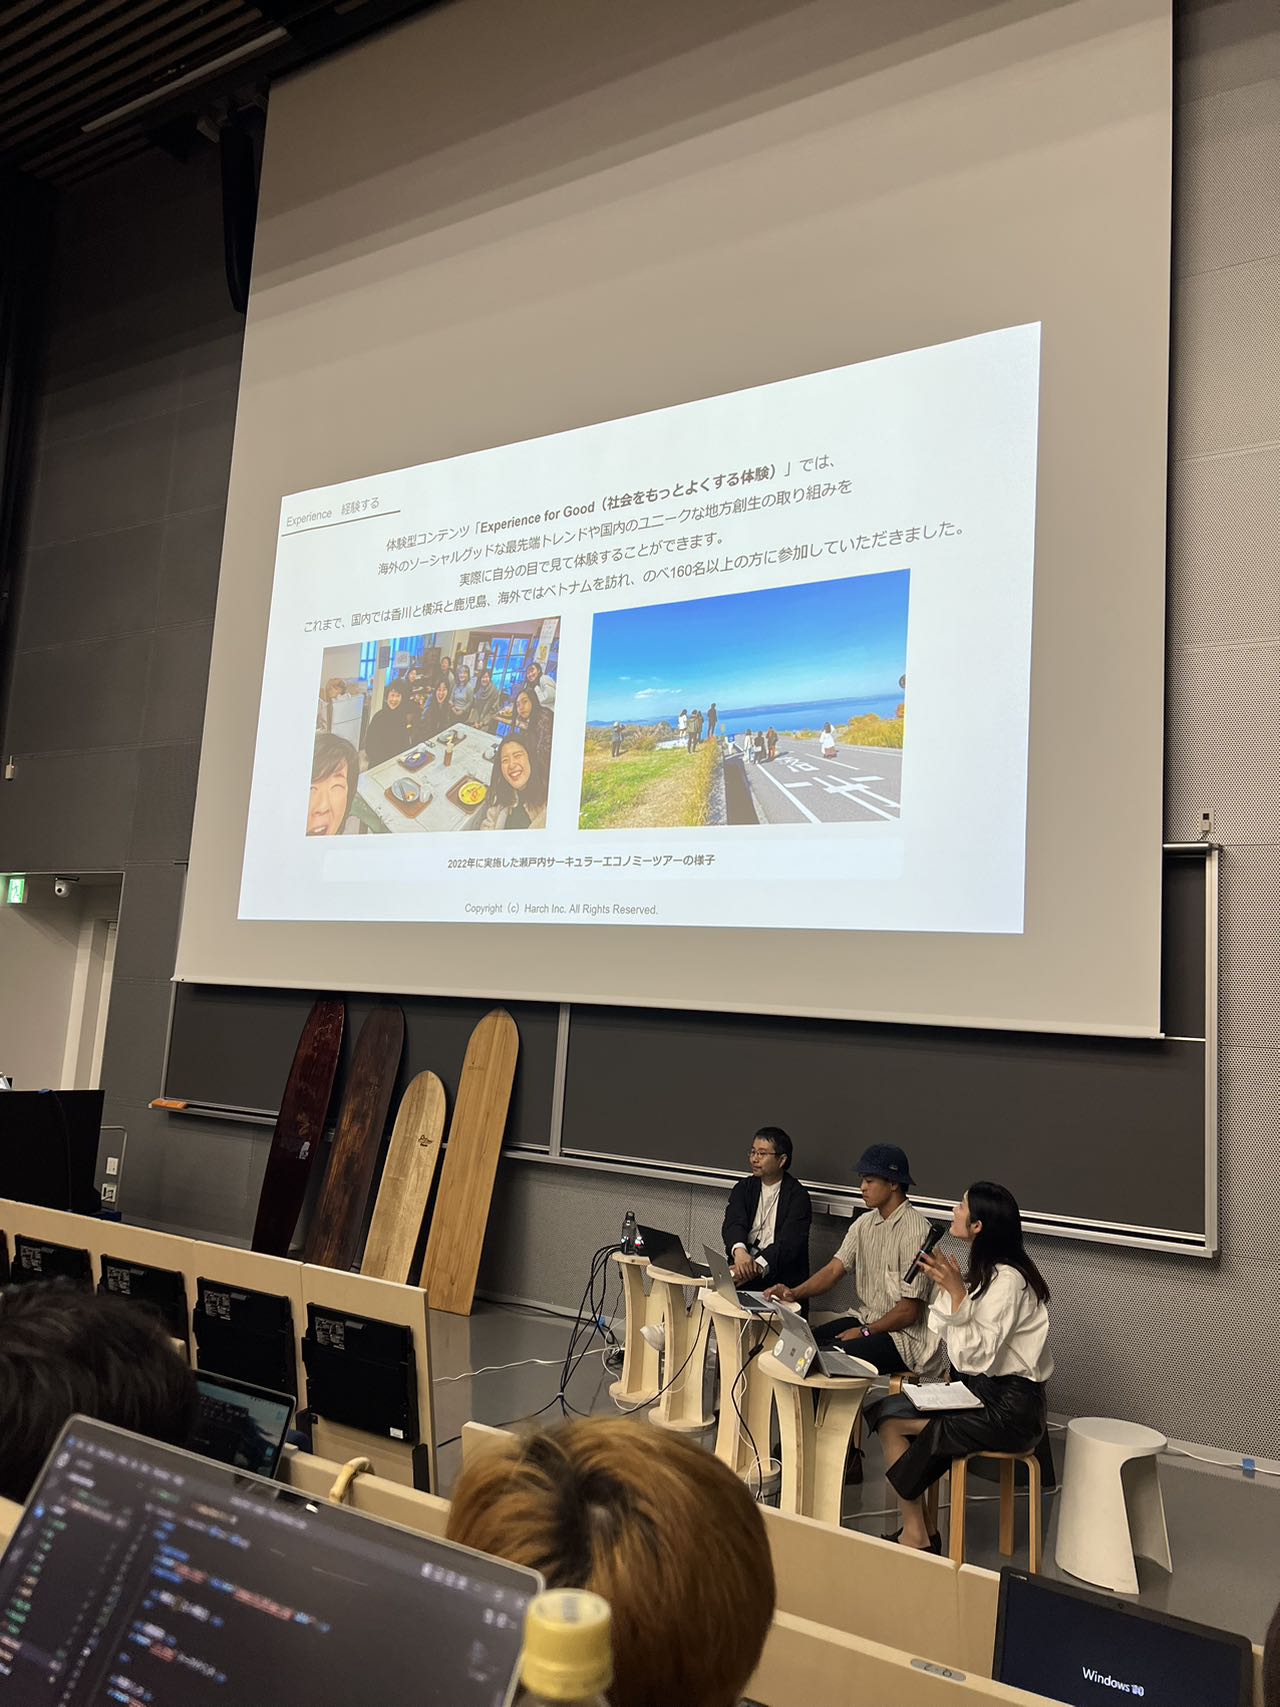 Experience 経験する
体験型コンテンツ「Experience for Good（社会をもっとよくする体験）」では、
海外のソーシャルグッドな最先端トレンドや国内のユニークな地方創生の取り組みを
実際に自分の目で見て体験することができます。
これまで、国内では香川と横浜と鹿児島、海外ではベトナムを訪れ、のべ160名以上の方に参加していただきました。
2022年に実施した瀬戸内サーキュラーエコノミーツアーの様子
Copyright（c）Harch Inc. All Rights Reserved.
Windows 10